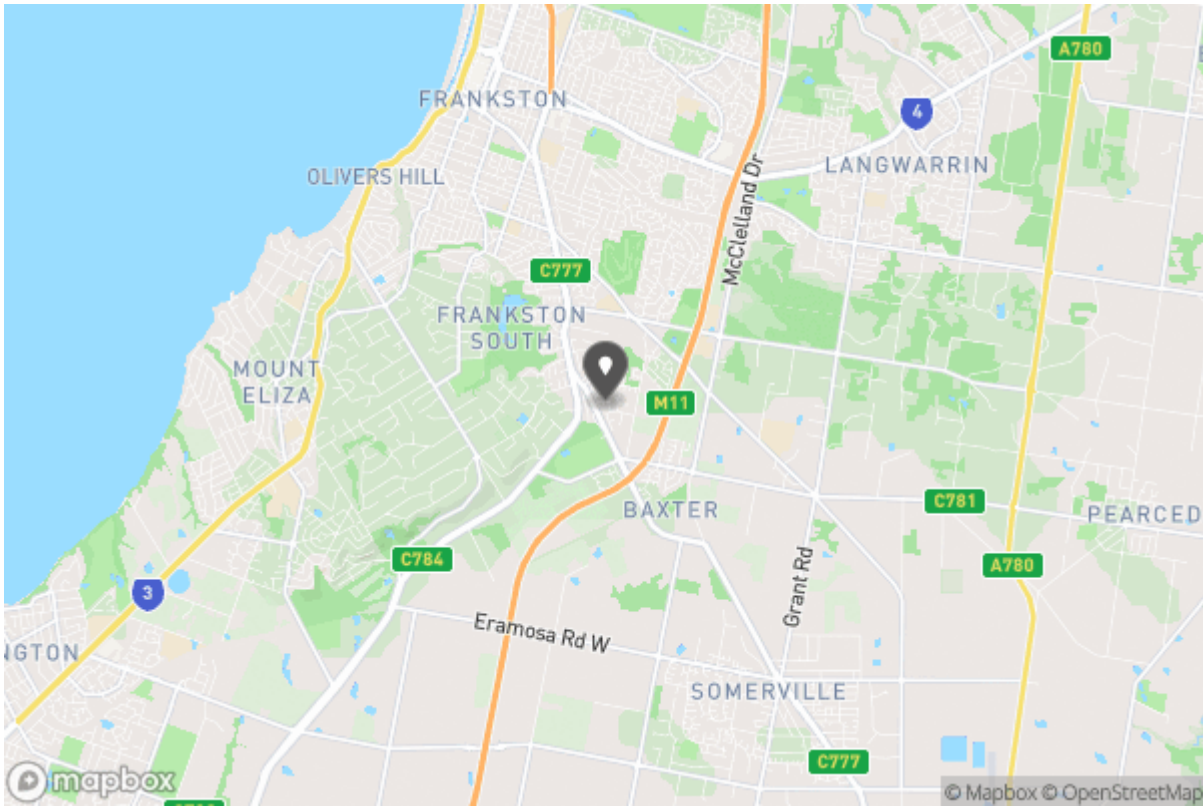 A780
FRANKSTON
4
OLIVERS HILL
LANGWARRIN
McClelland Dr
C777
FRANKSTON
SOUTH
MOUNT
ELIZA
M11
C781
BAXTER
PEARCED
C784
A780
3
Grant Rd
Eramosa Rd W
NGTON
SOMERVILLE
C777
mapbox
© Mapbox © OpenStreetMap